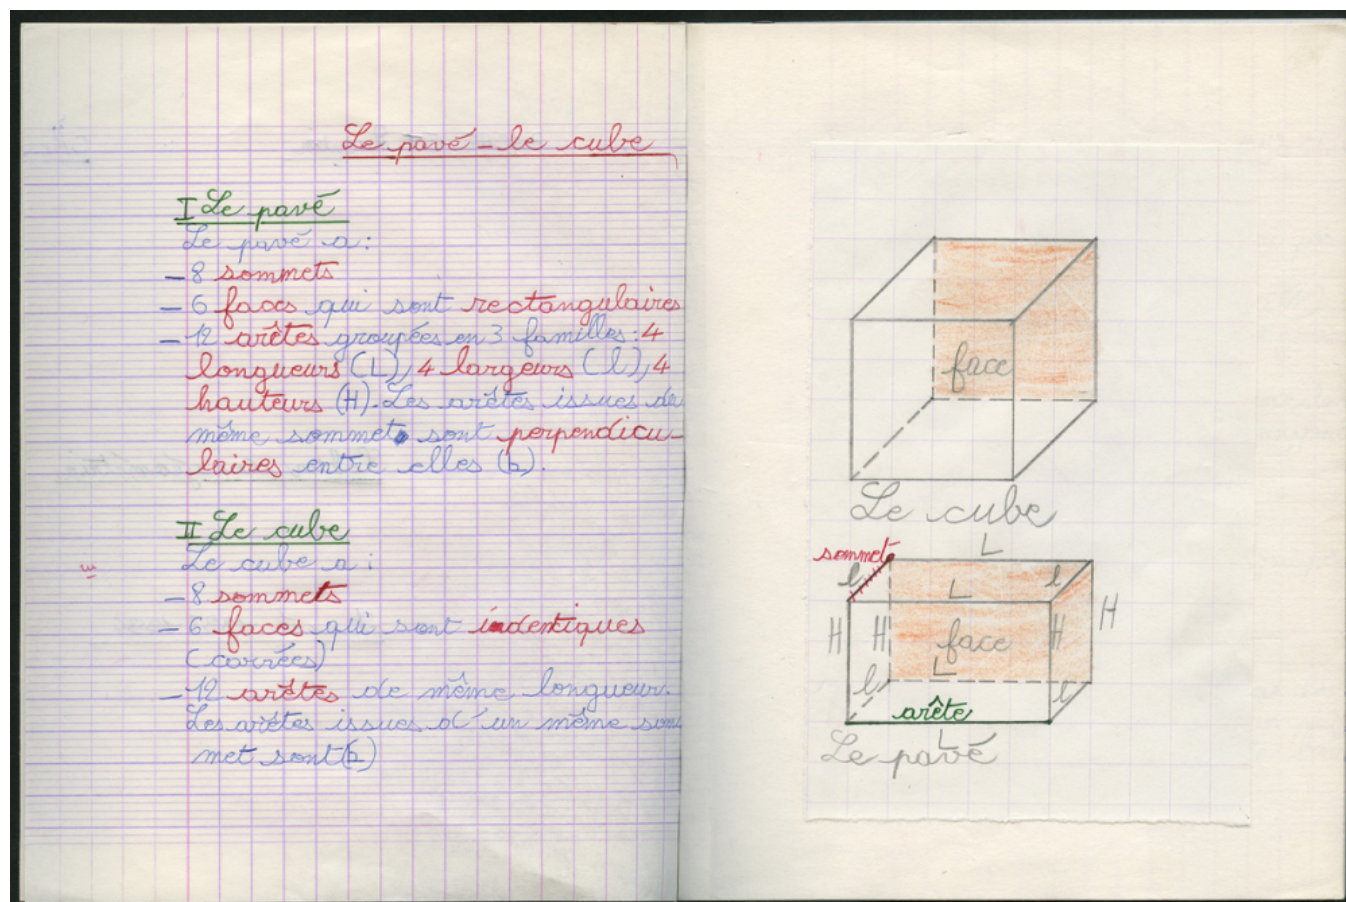 Le pavé - le cube
I Le pavé
Le pavé a :
- 8 sommets
- 6 faces qui sont rectangulaires
- 12 arêtes groupées en 3 familles : 4
longueurs (L), 4 largeurs (l), 4
hauteurs (H). Les arêtes issues du
même sommet sont perpendicu-
laires entre elles (b).
II Le cube
Le cube a :
- 8 sommets
- 6 faces qui sont indentiques
(carrées)
- 12 arêtes de même longueur.
Les arêtes issues d'un même som
met sont (b)
face
Le cube
L
sommet
l
l
L
H
H
face
H
H
L
l
l
arête
L
Le pavé